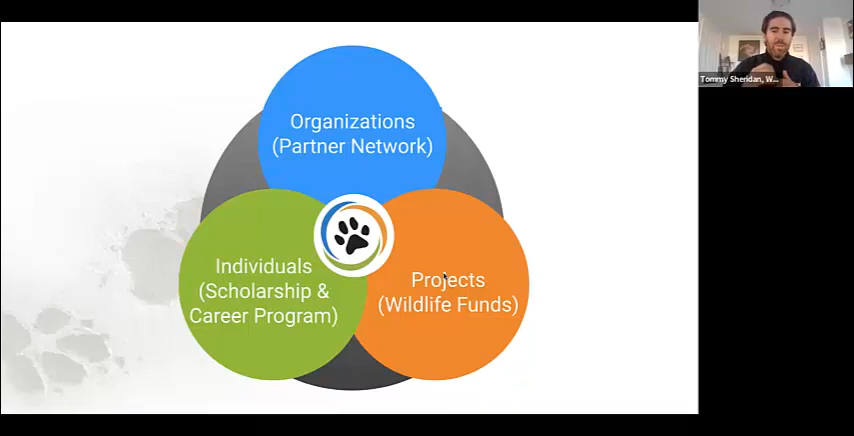 Tommy Sheridan, W...
Organizations
(Partner Network)
Individuals
(Scholarship &
Career Program)
Projects
(Wildlife Funds)